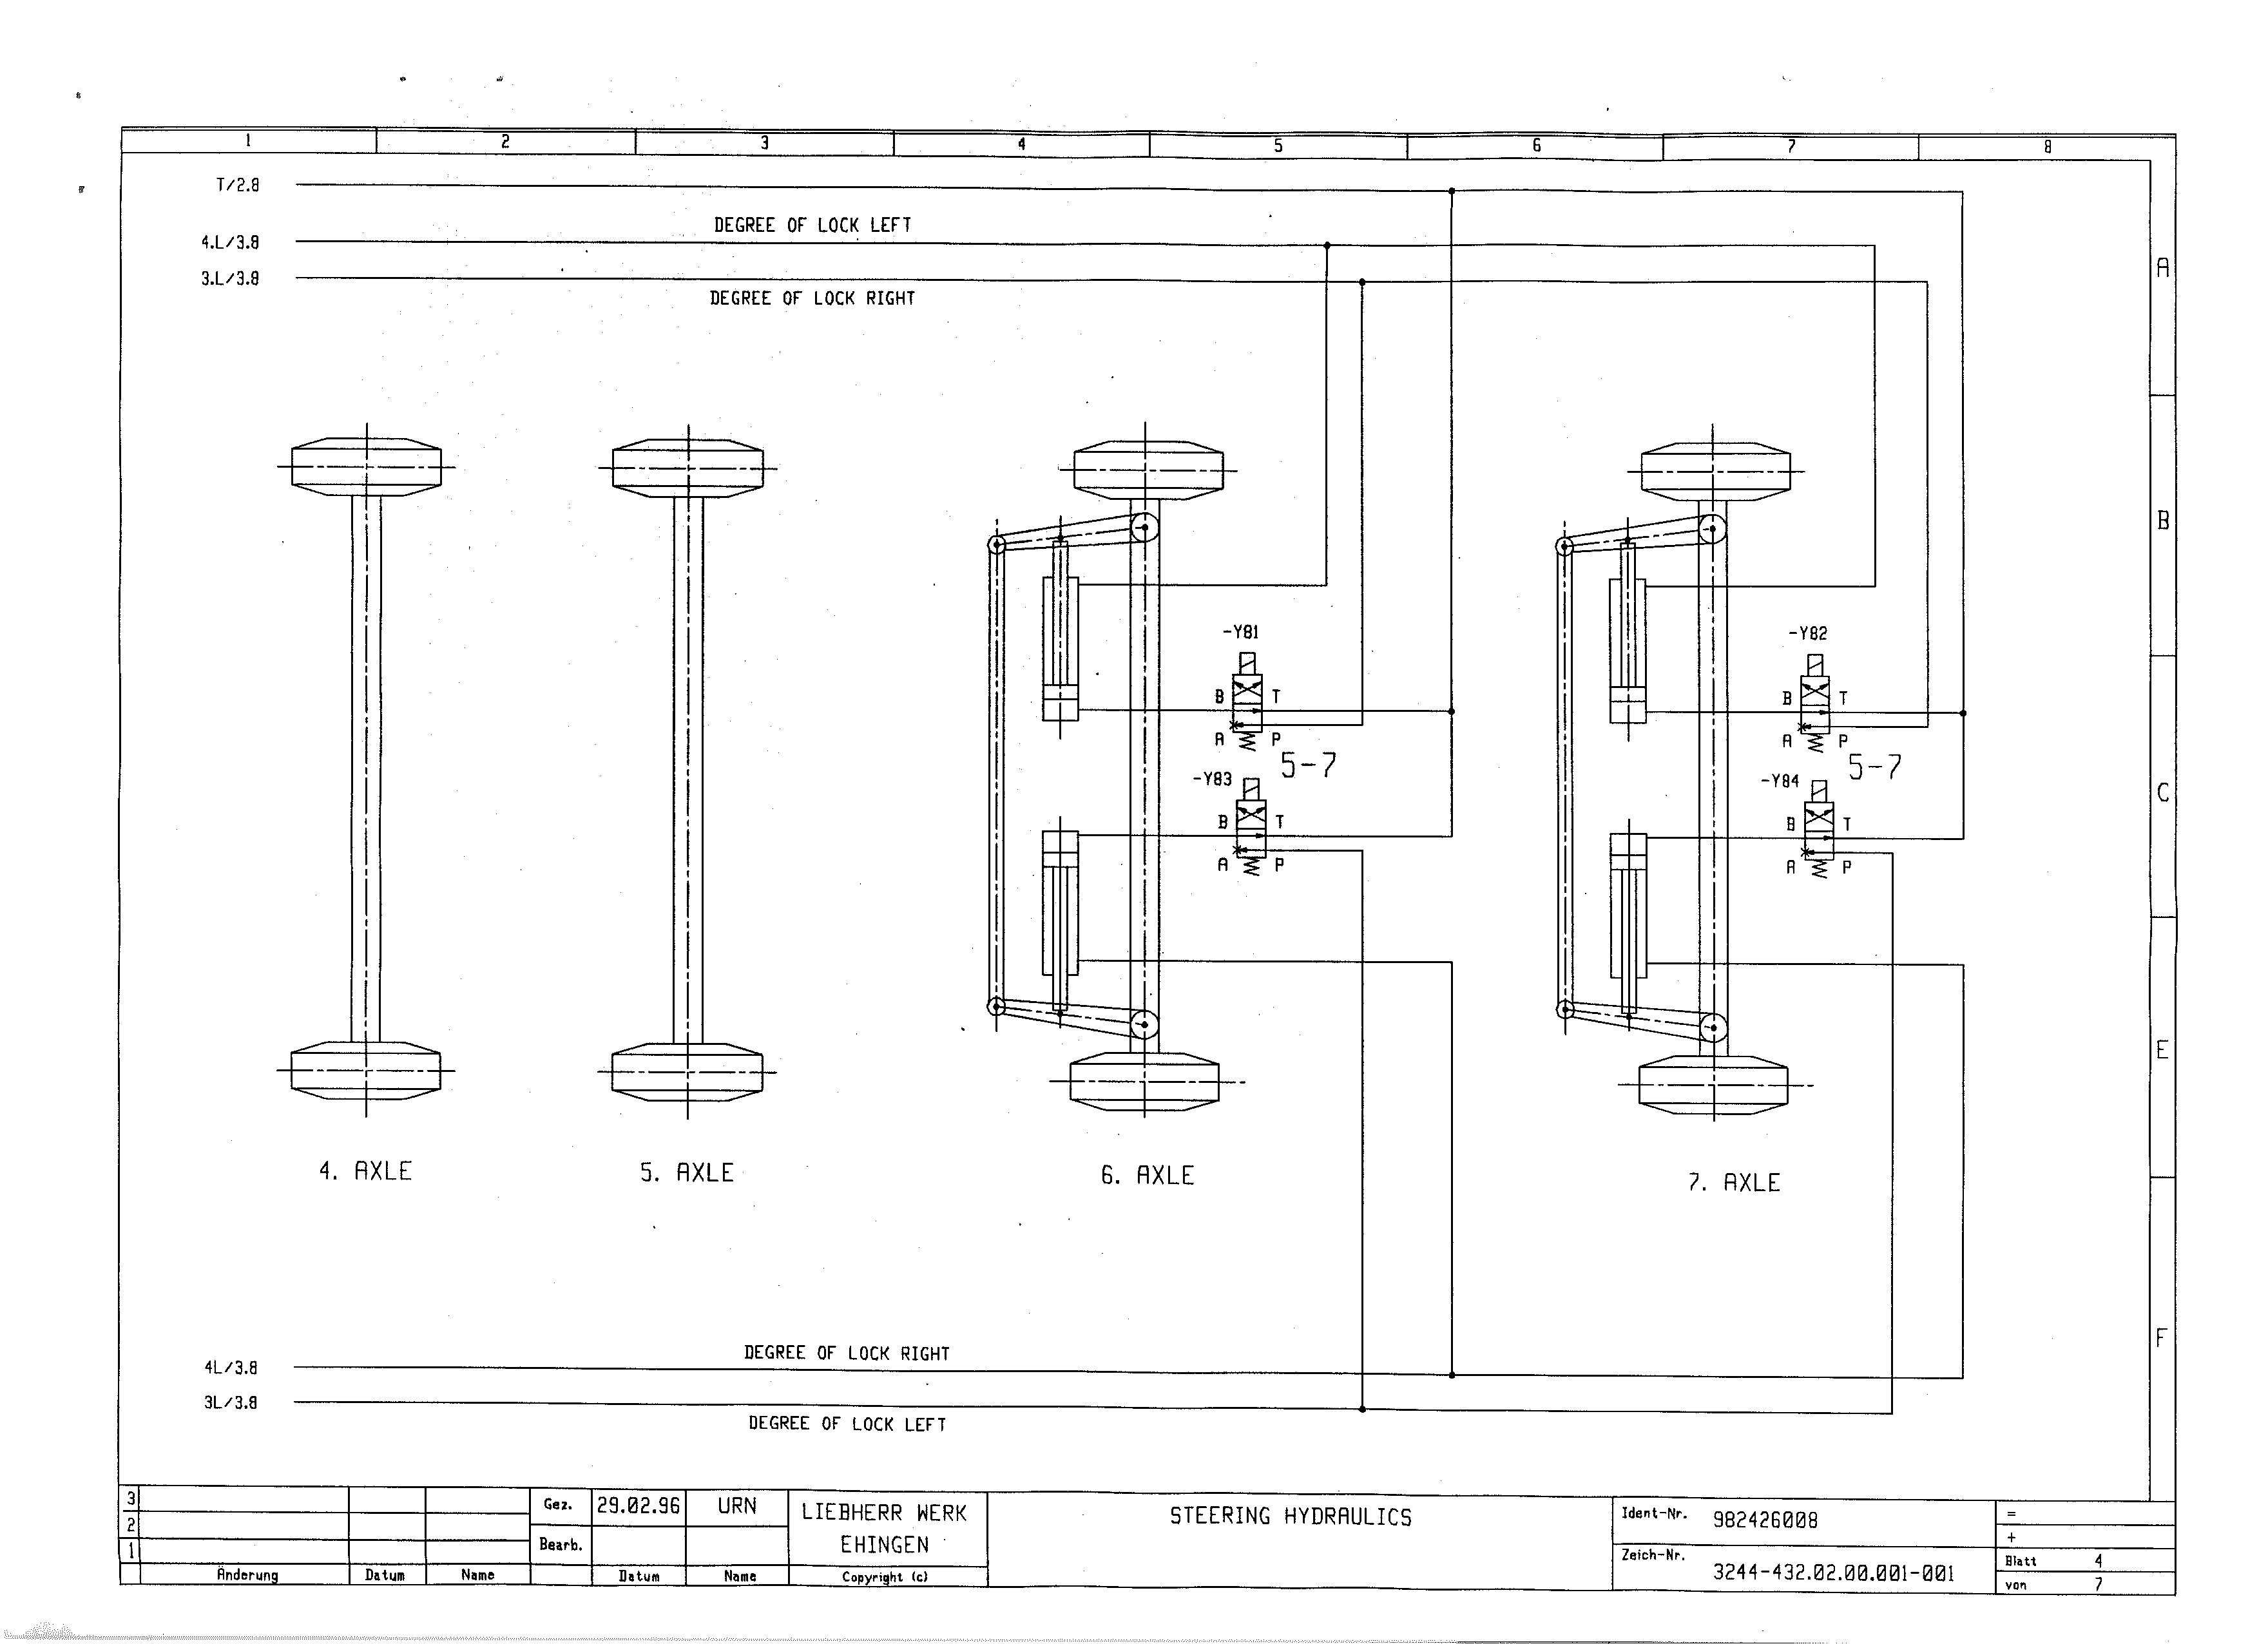 1 2 3 4 5 6 7 8
T/2.8
DEGREE OF LOCK LEFT
4.L/3.8
A
3.L/3.8
DEGREE OF LOCK RIGHT
B
-Y81 -Y82
B T B T
A P A P
5-7 5-7
-Y83 -Y84
C
B T B T
A P A P
E
4. AXLE 5. AXLE 6. AXLE 7. AXLE
F
DEGREE OF LOCK RIGHT
4L/3.8
3L/3.8
DEGREE OF LOCK LEFT
3 Gez. 29.02.96 URN LIEBHERR WERK STEERING HYDRAULICS Ident-Nr. 982426008 =
2 +
1 Bearb. EHINGEN Zeich-Nr. 3244-432.02.00.001-001 Blatt 4
Änderung Datum Name Datum Name Copyright (c) von 7